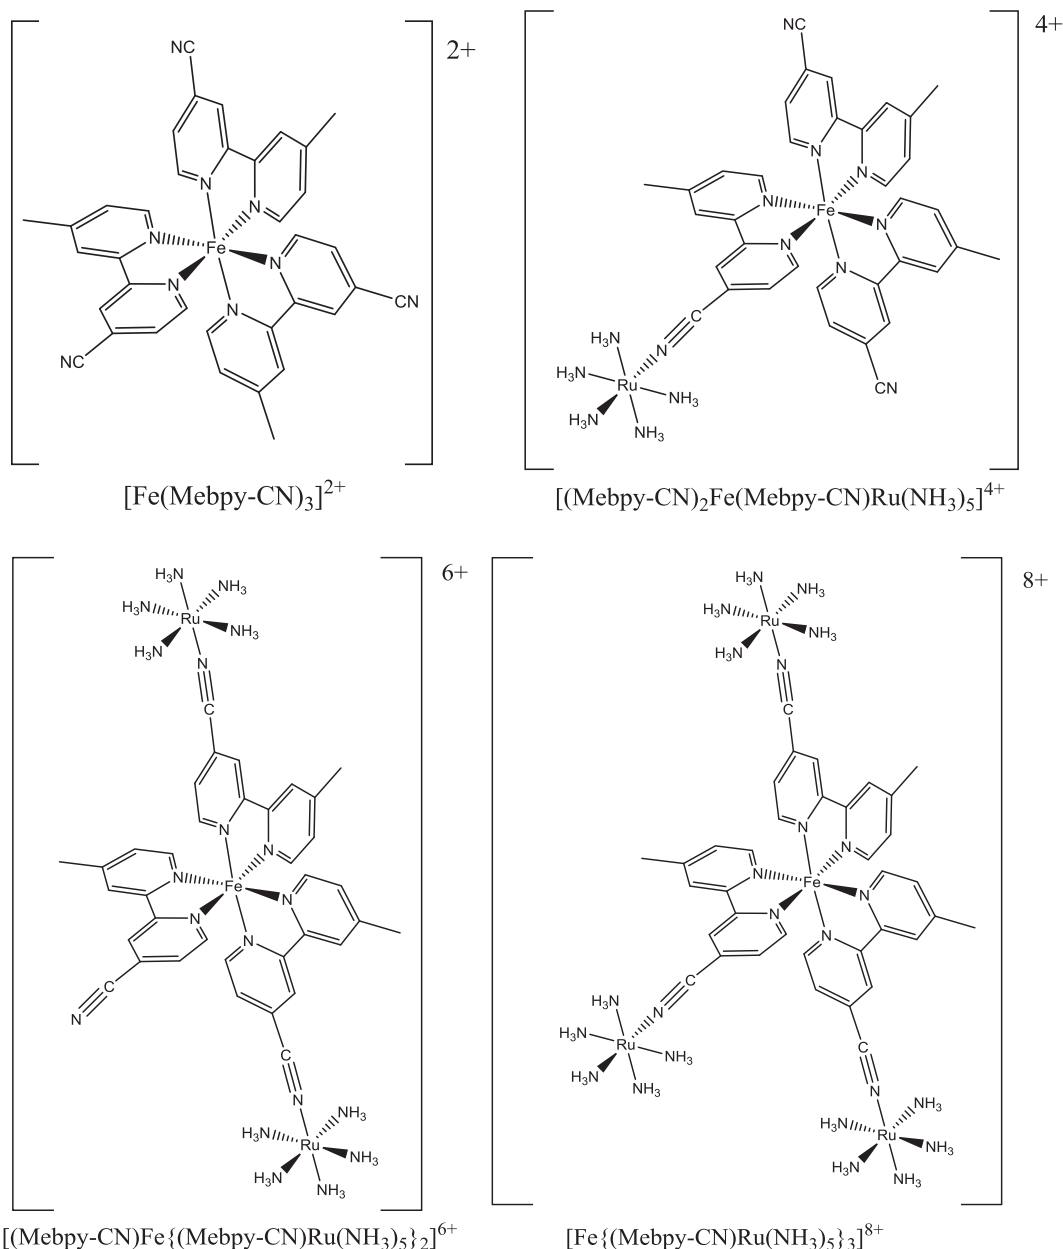 NC
2+
N
N
N
Fe
N
N
N
CN
NC
[Fe(Mebpy-CN)₃]²⁺
NC
4+
N
N
N
Fe
N
N
N
C
N
H₃N
H₃N
Ru
NH₃
H₃N
NH₃
CN
[(Mebpy-CN)₂Fe(Mebpy-CN)Ru(NH₃)₅]⁴⁺
6+
H₃N
NH₃
H₃N
Ru
NH₃
H₃N
N
C
N
N
N
Fe
N
N
N
C
N
C
N
NH₃
H₃N
Ru
NH₃
H₃N
NH₃
[(Mebpy-CN)Fe{(Mebpy-CN)Ru(NH₃)₅}₂]⁶⁺
8+
H₃N
NH₃
H₃N
Ru
NH₃
H₃N
N
C
N
N
N
Fe
N
N
N
C
N
H₃N
H₃N
Ru
NH₃
H₃N
NH₃
C
N
NH₃
H₃N
Ru
NH₃
H₃N
NH₃
[Fe{(Mebpy-CN)Ru(NH₃)₅}₃]⁸⁺